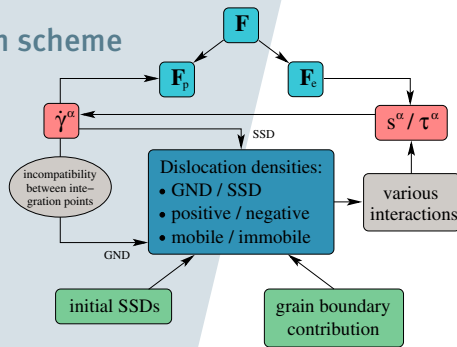 scheme
F
Fp
Fe
γ̇α
sα / τα
SSD
incompatibility
between inte-
gration points
Dislocation densities:
• GND / SSD
• positive / negative
• mobile / immobile
various
interactions
GND
initial SSDs
grain boundary
contribution